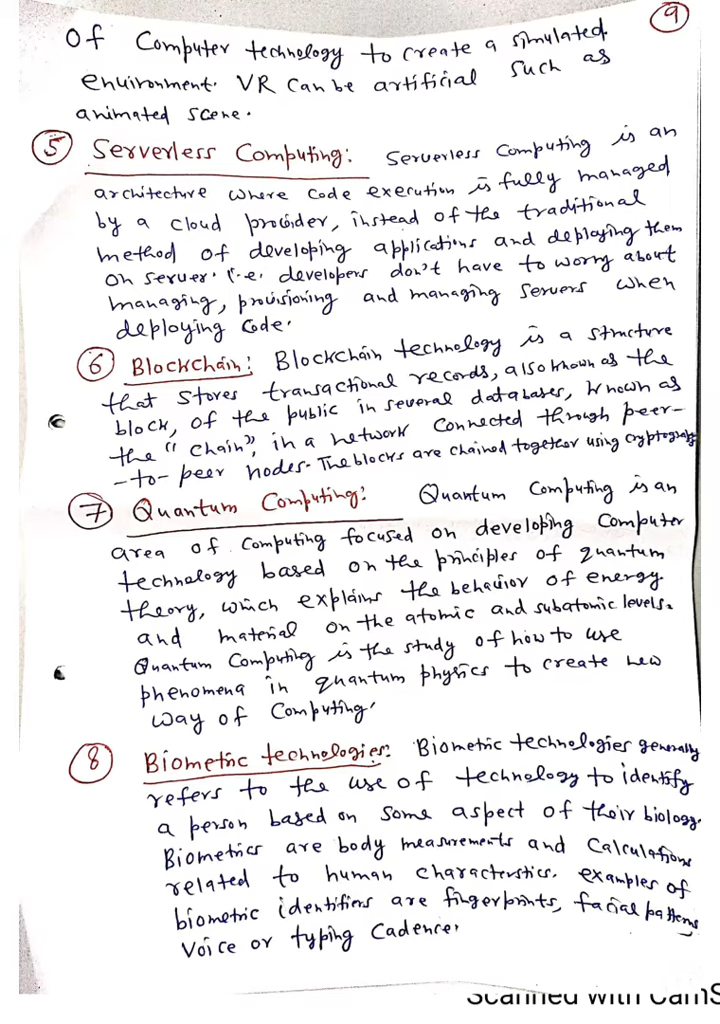 9
of Computer technology to create a simulated
environment. VR Can be artificial such as
animated scene.
5 Serverless Computing: Serverless Computing is an
architecture where code execution is fully managed
by a cloud provider, instead of the traditional
method of developing applications and deploying them
on server. i.e. developers don't have to worry about
managing, provisioning and managing servers when
deploying Code.
6 Blockchain: Blockchain technology is a structure
that stores transactional records, also known as the
block, of the public in several databases, known as
the "chain", in a network connected through peer-
-to-peer nodes. The blocks are chained together using cryptography
7 Quantum Computing: Quantum Computing is an
area of Computing focused on developing Computer
technology based on the principles of quantum
theory, which explains the behavior of energy
and material on the atomic and subatomic levels.
Quantum Computing is the study of how to use
phenomena in quantum physics to create new
way of Computing.
8 Biometric technologies: Biometric technologies generally
refers to the use of technology to identify
a person based on some aspect of their biology.
Biometrics are body measurements and Calculations
related to human characteristics. examples of
biometric identifiers are fingerprints, facial patterns
Voice or typing Cadence.
Scanned with CamS